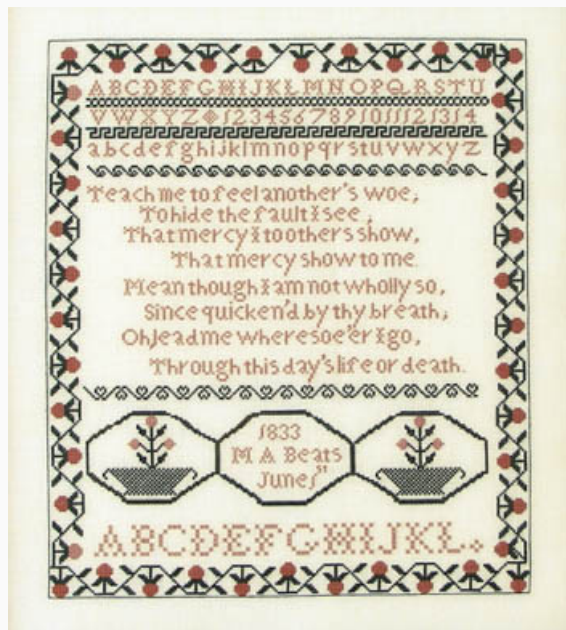 ABCDEFGHIJKLMNOPQRSTU
VWXYZ 1234567891011121314
abcdefghijklmnopqrstuvwxyz
Teach me to feel another's woe;
To hide the fault I see,
That mercy I to others show,
That mercy show to me.
Mean though I am not wholly so,
Since quicken'd by thy breath;
Oh, lead me wheresoe'er I go,
Through this day's life or death.
1833
M A Beats
June 1st
ABCDEFGHIJKL